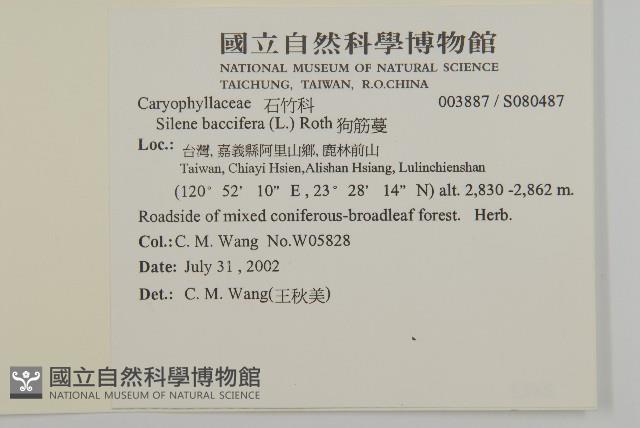 國立自然科學博物館
NATIONAL MUSEUM OF NATURAL SCIENCE
TAICHUNG, TAIWAN, R.O.CHINA
Caryophyllaceae 石竹科 003887 / S080487
Silene baccifera (L.) Roth 狗筋蔓
Loc.: 台灣, 嘉義縣阿里山鄉, 鹿林前山
Taiwan, Chiayi Hsien,Alishan Hsiang, Lulinchienshan
(120° 52’ 10” E , 23° 28’ 14” N) alt. 2,830 -2,862 m.
Roadside of mixed coniferous-broadleaf forest. Herb.
Col.: C. M. Wang No.W05828
Date: July 31 , 2002
Det.: C. M. Wang(王秋美)
國立自然科學博物館
NATIONAL MUSEUM OF NATURAL SCIENCE